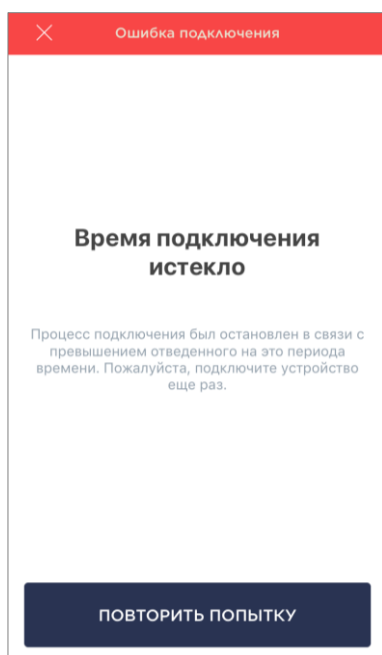 Ошибка подключения
Время подключения
истекло
Процесс подключения был остановлен в связи с
превышением отведенного на это периода
времени. Пожалуйста, подключите устройство
еще раз.
ПОВТОРИТЬ ПОПЫТКУ